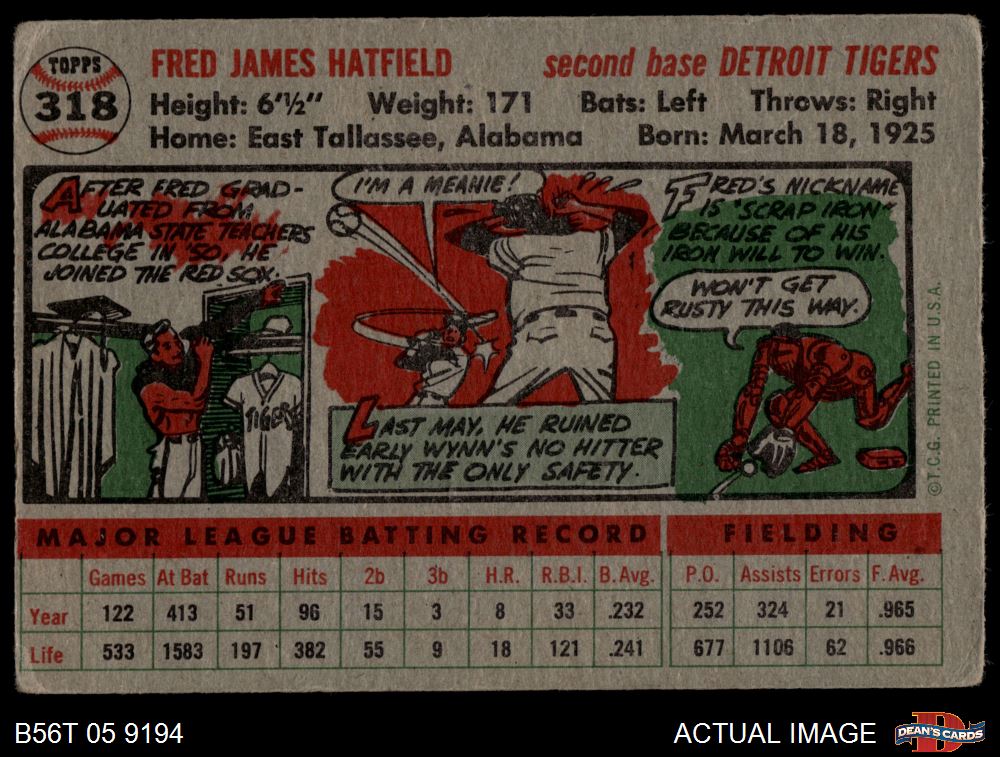 TOPPS
318
FRED JAMES HATFIELD
second base DETROIT TIGERS
Height: 6'½" Weight: 171 Bats: Left Throws: Right
Home: East Tallassee, Alabama Born: March 18, 1925
AFTER FRED GRAD-
UATED FROM
ALABAMA STATE TEACHERS
COLLEGE IN '50, HE
JOINED THE RED SOX.
TIGERS
I'M A MEANIE!
LAST MAY, HE RUINED
EARLY WYNN'S NO HITTER
WITH THE ONLY SAFETY.
FRED'S NICKNAME
IS "SCRAP IRON"
BECAUSE OF HIS
IRON WILL TO WIN.
WON'T GET
RUSTY THIS WAY.
©T.C.G. PRINTED IN U.S.A.
MAJOR LEAGUE BATTING RECORD FIELDING
Games At Bat Runs Hits 2b 3b H.R. R.B.I. B.Avg. P.O. Assists Errors F.Avg.
Year 122 413 51 96 15 3 8 33 .232 252 324 21 .965
Life 533 1583 197 382 55 9 18 121 .241 677 1106 62 .966
B56T 05 9194
ACTUAL IMAGE
D
DEAN'S CARDS